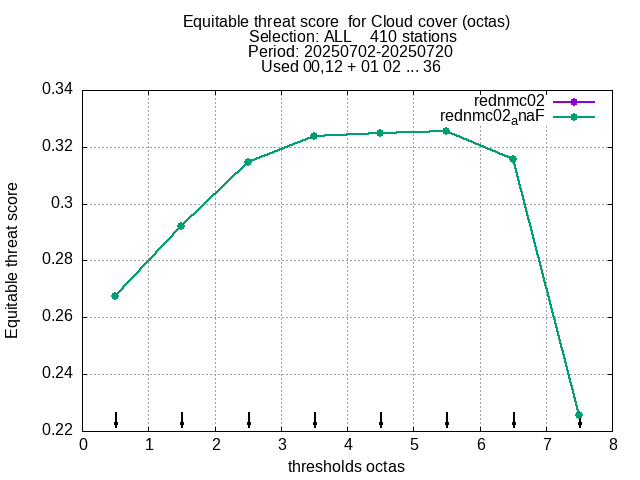 Equitable threat score  for Cloud cover (octas)
Selection: ALL    410 stations
Period: 20250702-20250720
Used 00,12 + 01 02 ... 36
rednmc02
rednmc02_anaF
0.34
0.32
0.3
0.28
0.26
0.24
0.22
Equitable threat score
0 1 2 3 4 5 6 7 8
thresholds octas